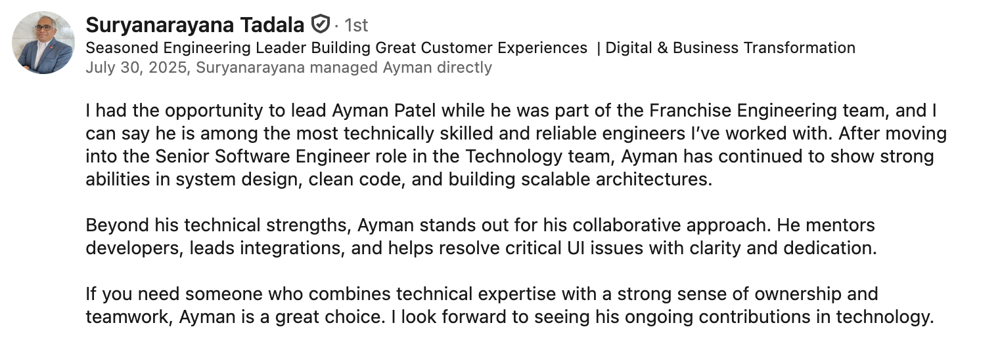 Suryanarayana Tadala · 1st
Seasoned Engineering Leader Building Great Customer Experiences | Digital & Business Transformation
July 30, 2025, Suryanarayana managed Ayman directly
I had the opportunity to lead Ayman Patel while he was part of the Franchise Engineering team, and I
can say he is among the most technically skilled and reliable engineers I’ve worked with. After moving
into the Senior Software Engineer role in the Technology team, Ayman has continued to show strong
abilities in system design, clean code, and building scalable architectures.
Beyond his technical strengths, Ayman stands out for his collaborative approach. He mentors
developers, leads integrations, and helps resolve critical UI issues with clarity and dedication.
If you need someone who combines technical expertise with a strong sense of ownership and
teamwork, Ayman is a great choice. I look forward to seeing his ongoing contributions in technology.